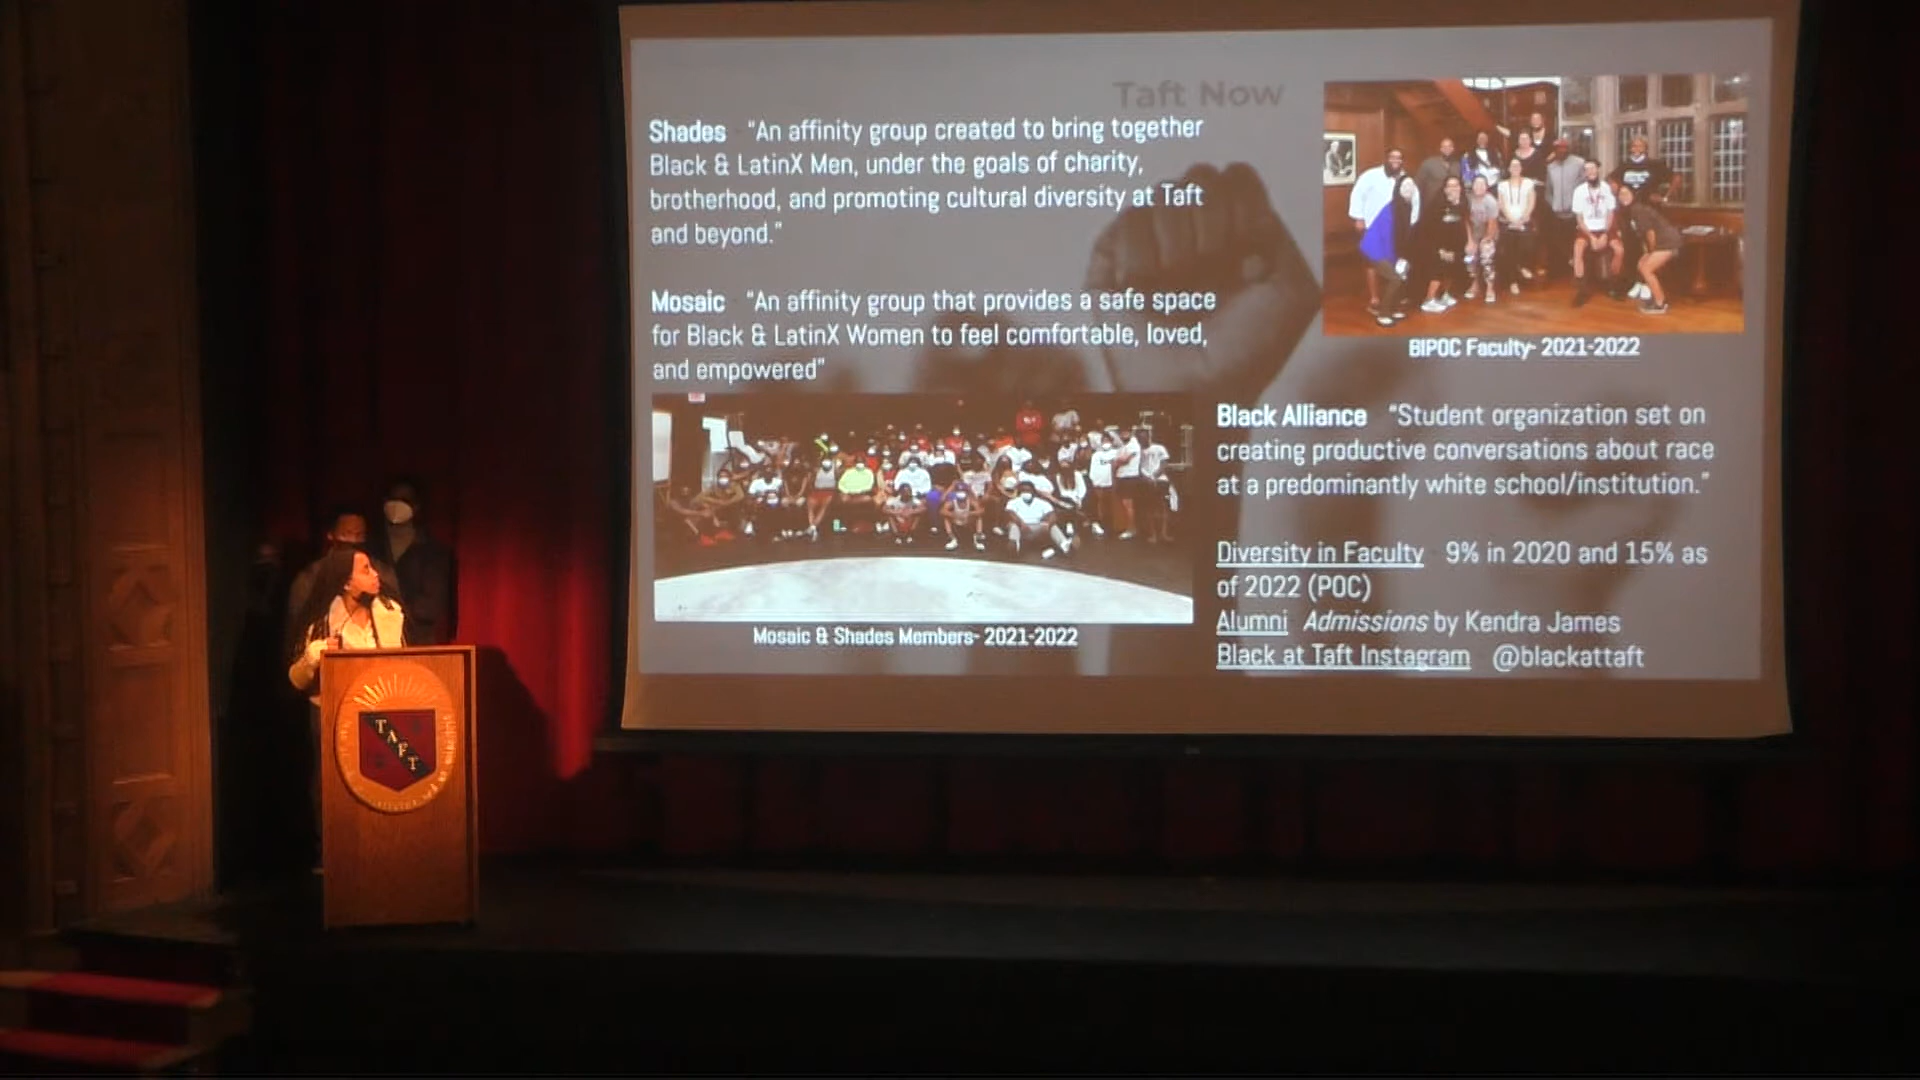 Taft Now
Shades "An affinity group created to bring together
Black & LatinX Men, under the goals of charity,
brotherhood, and promoting cultural diversity at Taft
and beyond."
Mosaic "An affinity group that provides a safe space
for Black & LatinX Women to feel comfortable, loved,
and empowered"
Mosaic & Shades Members- 2021-2022
BIPOC Faculty- 2021-2022
Black Alliance "Student organization set on
creating productive conversations about race
at a predominantly white school/institution."
Diversity in Faculty 9% in 2020 and 15% as
of 2022 (POC)
Alumni Admissions by Kendra James
Black at Taft Instagram @blackattaft
TAFT